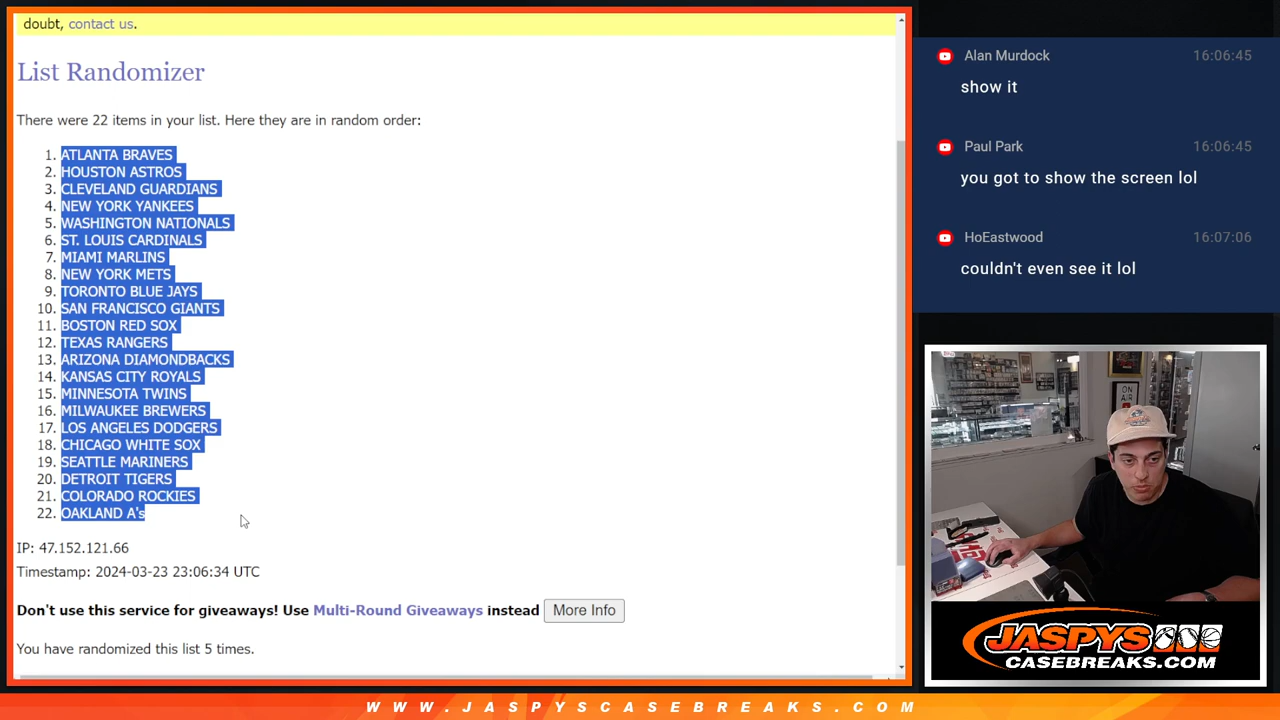 doubt, contact us.
List Randomizer
There were 22 items in your list. Here they are in random order:
1. ATLANTA BRAVES
2. HOUSTON ASTROS
3. CLEVELAND GUARDIANS
4. NEW YORK YANKEES
5. WASHINGTON NATIONALS
6. ST. LOUIS CARDINALS
7. MIAMI MARLINS
8. NEW YORK METS
9. TORONTO BLUE JAYS
10. SAN FRANCISCO GIANTS
11. BOSTON RED SOX
12. TEXAS RANGERS
13. ARIZONA DIAMONDBACKS
14. KANSAS CITY ROYALS
15. MINNESOTA TWINS
16. MILWAUKEE BREWERS
17. LOS ANGELES DODGERS
18. CHICAGO WHITE SOX
19. SEATTLE MARINERS
20. DETROIT TIGERS
21. COLORADO ROCKIES
22. OAKLAND A's
IP: 47.152.121.66
Timestamp: 2024-03-23 23:06:34 UTC
Don't use this service for giveaways! Use Multi-Round Giveaways instead More Info
You have randomized this list 5 times.
Alan Murdock 16:06:45
show it
Paul Park 16:06:45
you got to show the screen lol
HoEastwood 16:07:06
couldn't even see it lol
ON
AIR
JASPYS
CASEBREAKS.COM
WWW.JASPYSCASEBREAKS.COM